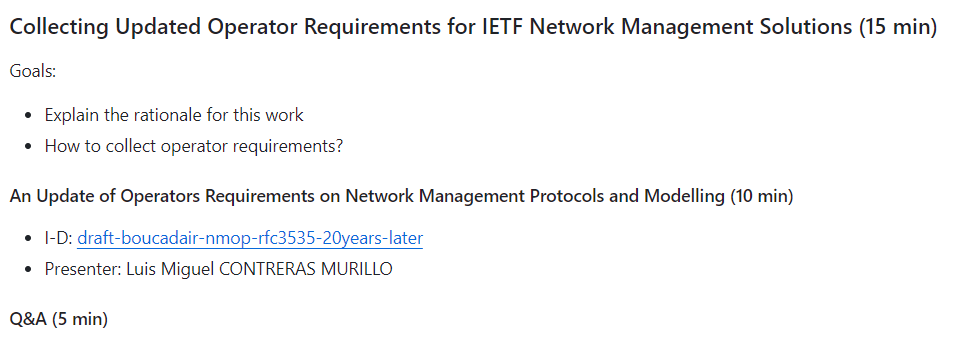 Collecting Updated Operator Requirements for IETF Network Management Solutions (15 min)
Goals:
• Explain the rationale for this work
• How to collect operator requirements?
An Update of Operators Requirements on Network Management Protocols and Modelling (10 min)
• I-D: draft-boucadair-nmop-rfc3535-20years-later
• Presenter: Luis Miguel CONTRERAS MURILLO
Q&A (5 min)